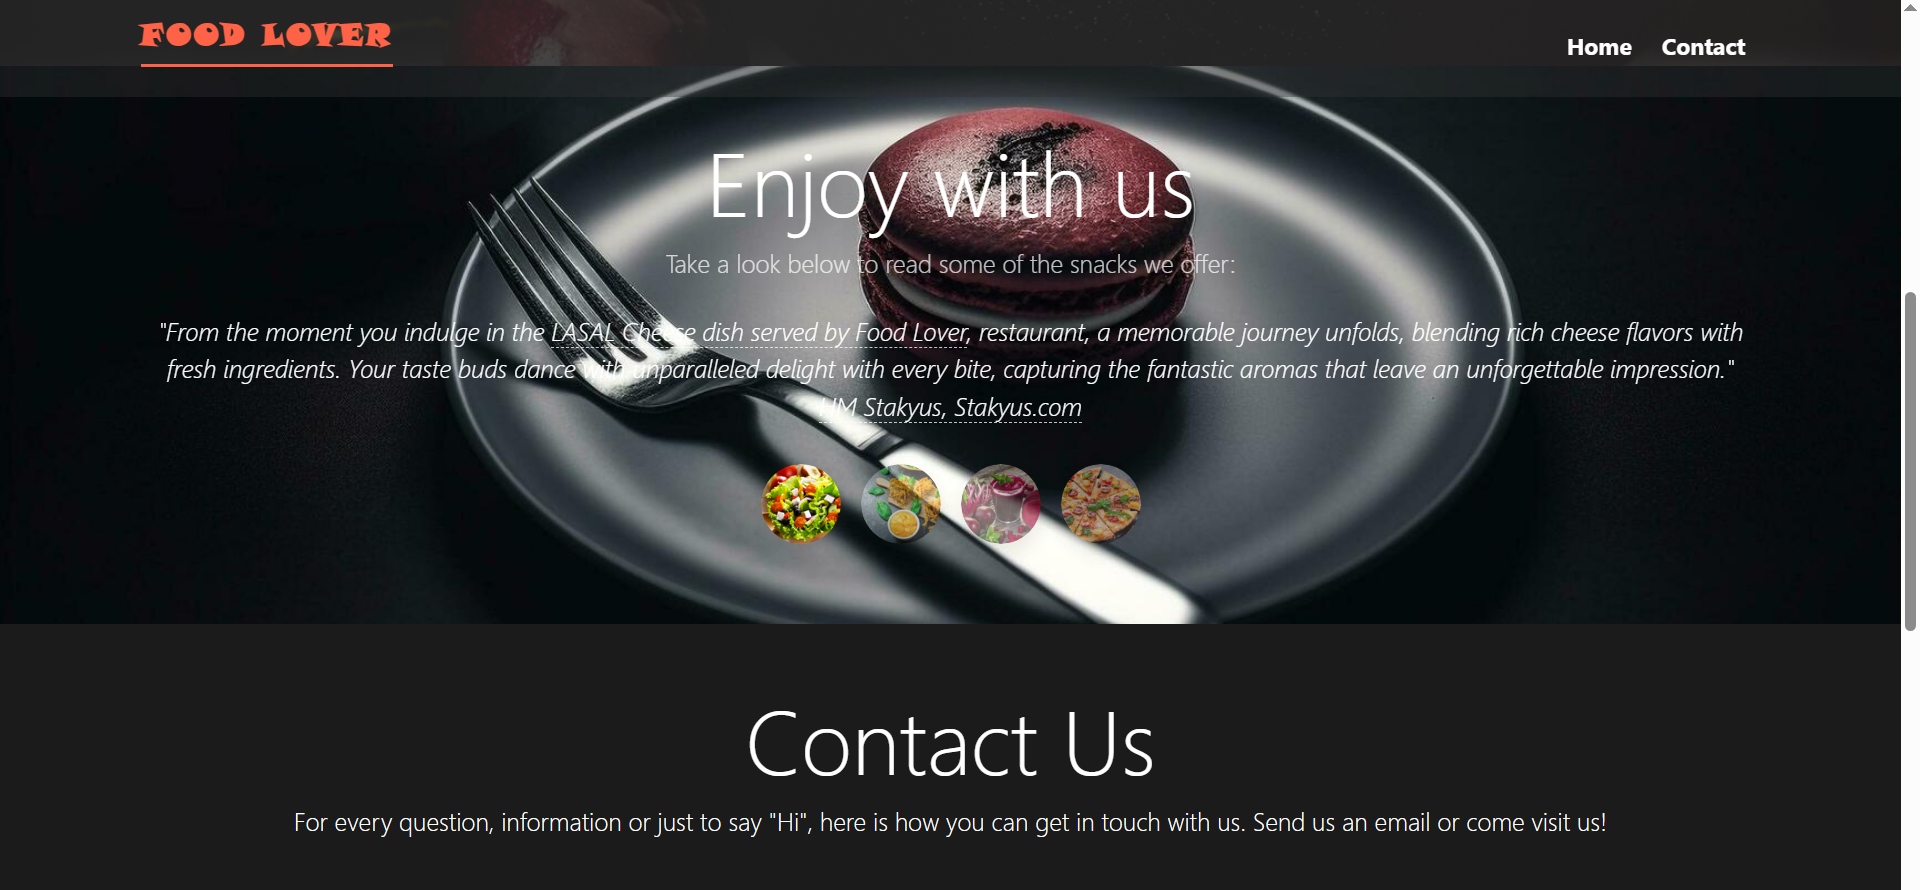 FOOD LOVER
Home Contact
Enjoy with us
Take a look below to read some of the snacks we offer:
"From the moment you indulge in the LASAL Cheese dish served by Food Lover, restaurant, a memorable journey unfolds, blending rich cheese flavors with
fresh ingredients. Your taste buds dance with unparalleled delight with every bite, capturing the fantastic aromas that leave an unforgettable impression."
HM Stakyus, Stakyus.com
Contact Us
For every question, information or just to say "Hi", here is how you can get in touch with us. Send us an email or come visit us!